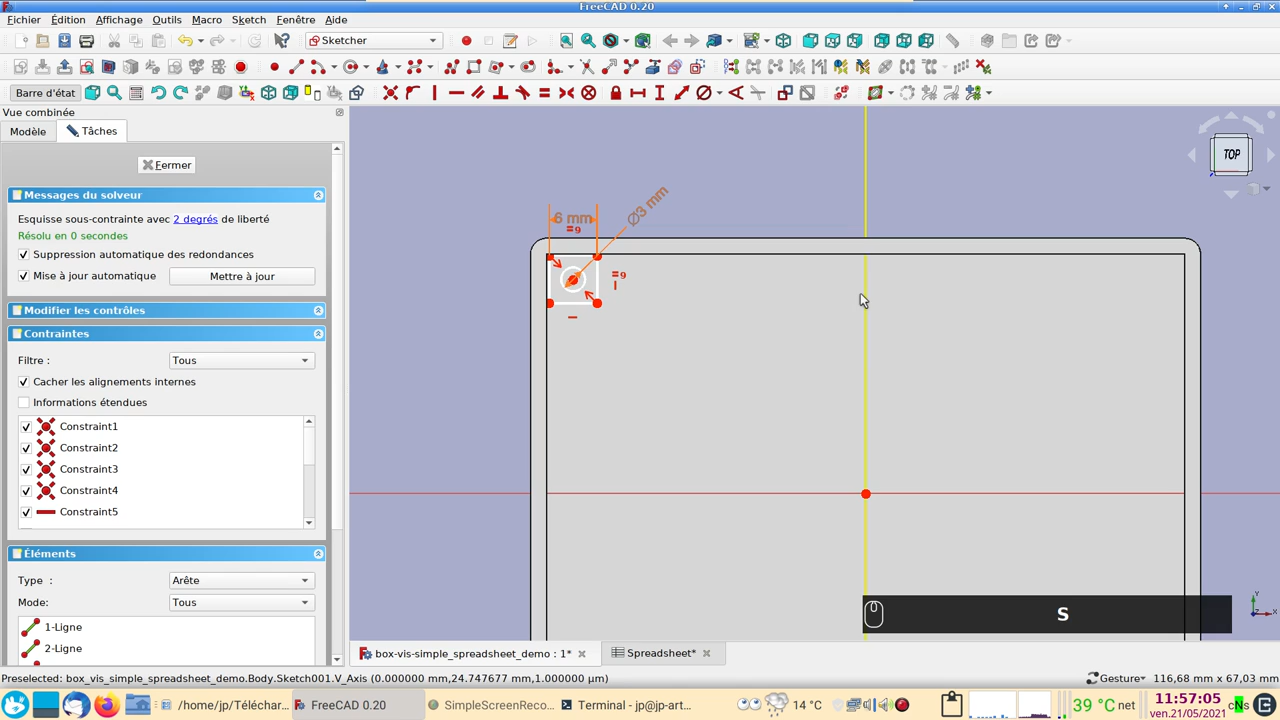 FreeCAD 0.20
Fichier Édition Affichage Outils Macro Sketch Fenêtre Aide
Sketcher
Barre d'état
Vue combinée
Modèle Tâches
Fermer
Messages du solveur
Esquisse sous-contrainte avec 2 degrés de liberté
Résolu en 0 secondes
Suppression automatique des redondances
Mise à jour automatique Mettre à jour
Modifier les contrôles
Contraintes
Filtre : Tous
Cacher les alignements internes
Informations étendues
Constraint1
Constraint2
Constraint3
Constraint4
Constraint5
Éléments
Type : Arête
Mode: Tous
1-Ligne
2-Ligne
6 mm
∅3 mm
=9
=9
TOP
S
Y
X
box-vis-simple_spreadsheet_demo : 1* Spreadsheet*
Preselected: box_vis_simple_spreadsheet_demo.Body.Sketch001.V_Axis (0.000000 mm,24.747677 mm,1.000000 µm) Gesture 116,68 mm x 67,03 mm
/home/jp/Téléchar... FreeCAD 0.20 SimpleScreenReco... Terminal - jp@jp-art... 14 °C 39 °C net 11:57:05
ven.21/05/2021
cNs